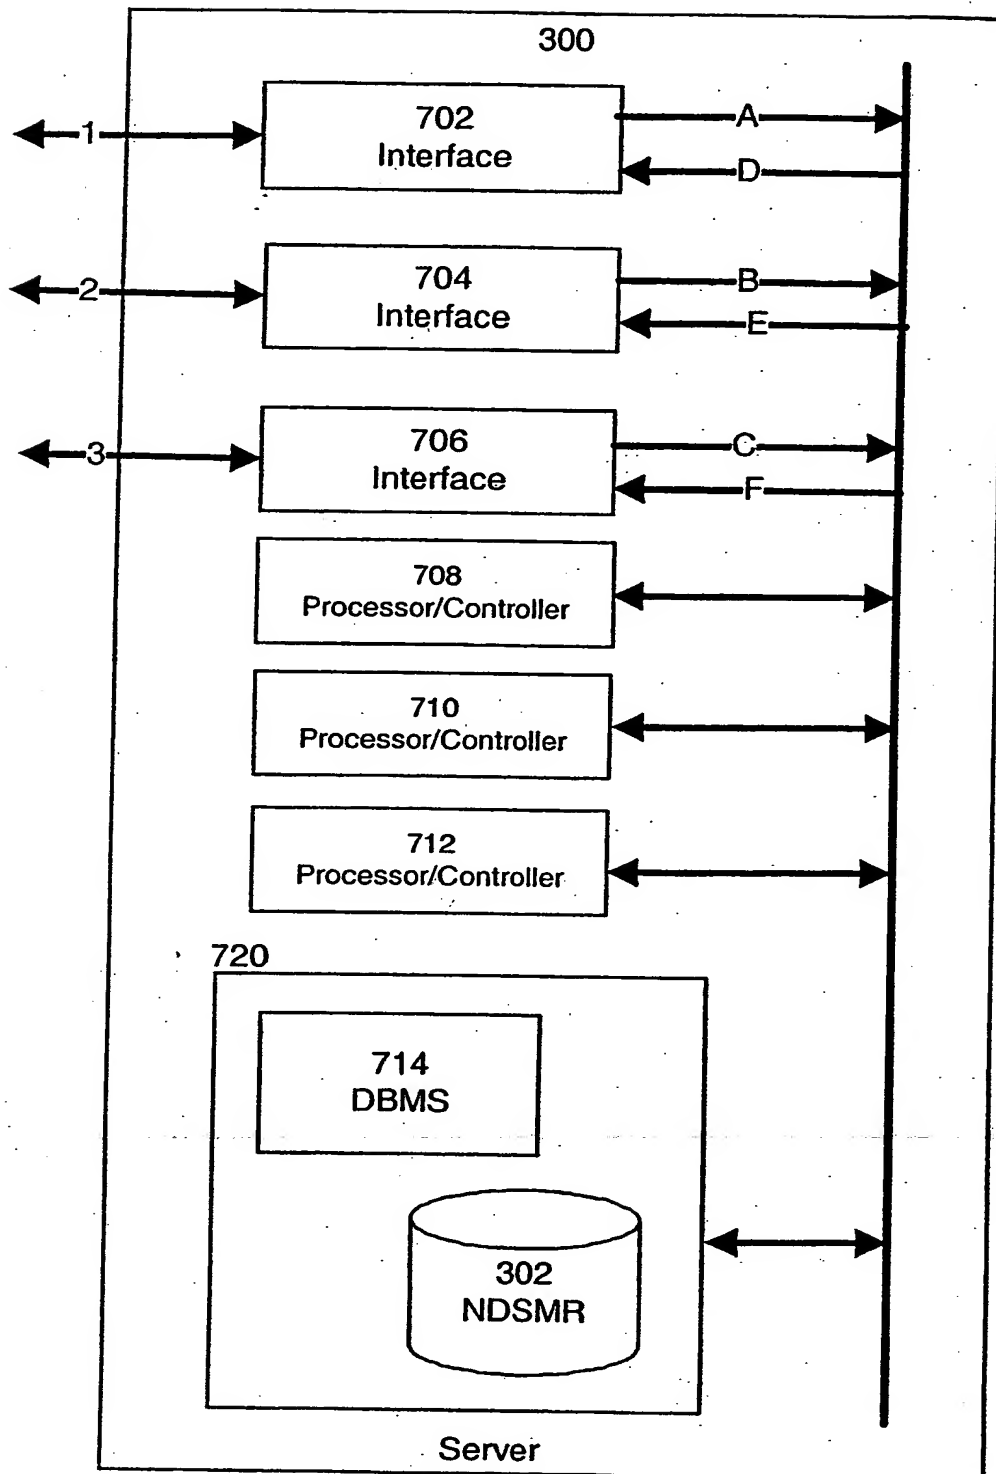 300
702
Interface
1
A
D
704
Interface
2
B
E
706
Interface
3
C
F
708
Processor/Controller
710
Processor/Controller
712
Processor/Controller
720
714
DBMS
302
NDSMR
Server